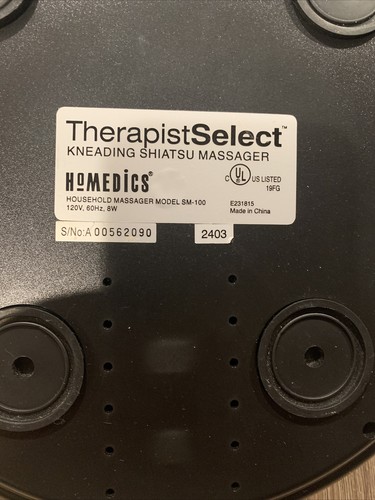 TherapistSelect™
KNEADING SHIATSU MASSAGER
HoMEDiCS®
HOUSEHOLD MASSAGER MODEL SM-100
120V, 60Hz, 8W
C UL US LISTED
19FG
E231815
Made in China
S/No:A 00562090
2403